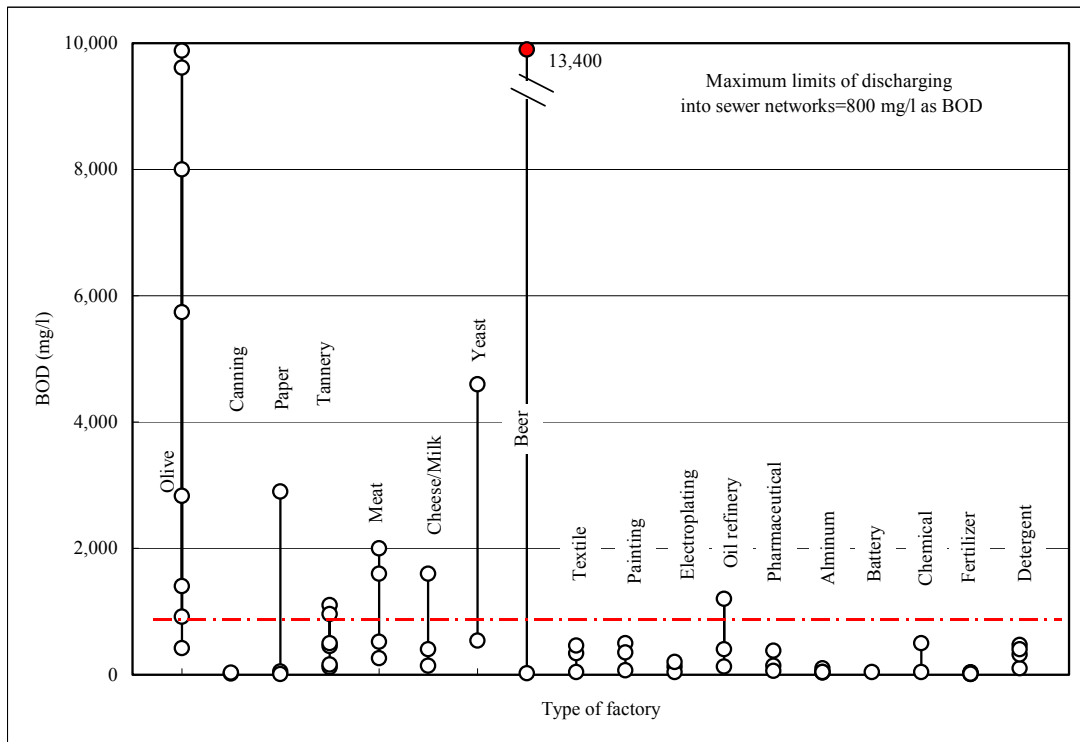 10,000
8,000
6,000
4,000
2,000
0
BOD (mg/l)
13,400
Maximum limits of discharging
into sewer networks=800 mg/l as BOD
Olive
Canning
Paper
Tannery
Meat
Cheese/Milk
Yeast
Beer
Textile
Painting
Electroplating
Oil refinery
Pharmaceutical
Alminum
Battery
Chemical
Fertilizer
Detergent
Type of factory